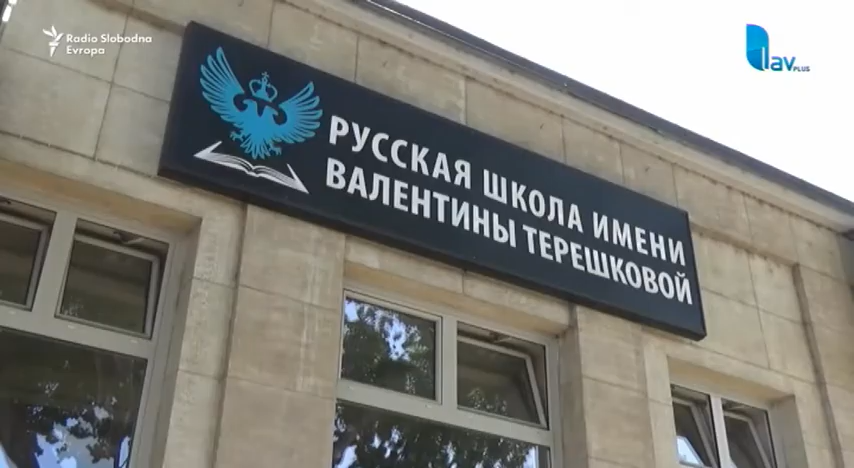 Radio Slobodna
Evropa
lav
PLUS
РУССКАЯ ШКОЛА ИМЕНИ
ВАЛЕНТИНЫ ТЕРЕШКОВОЙ